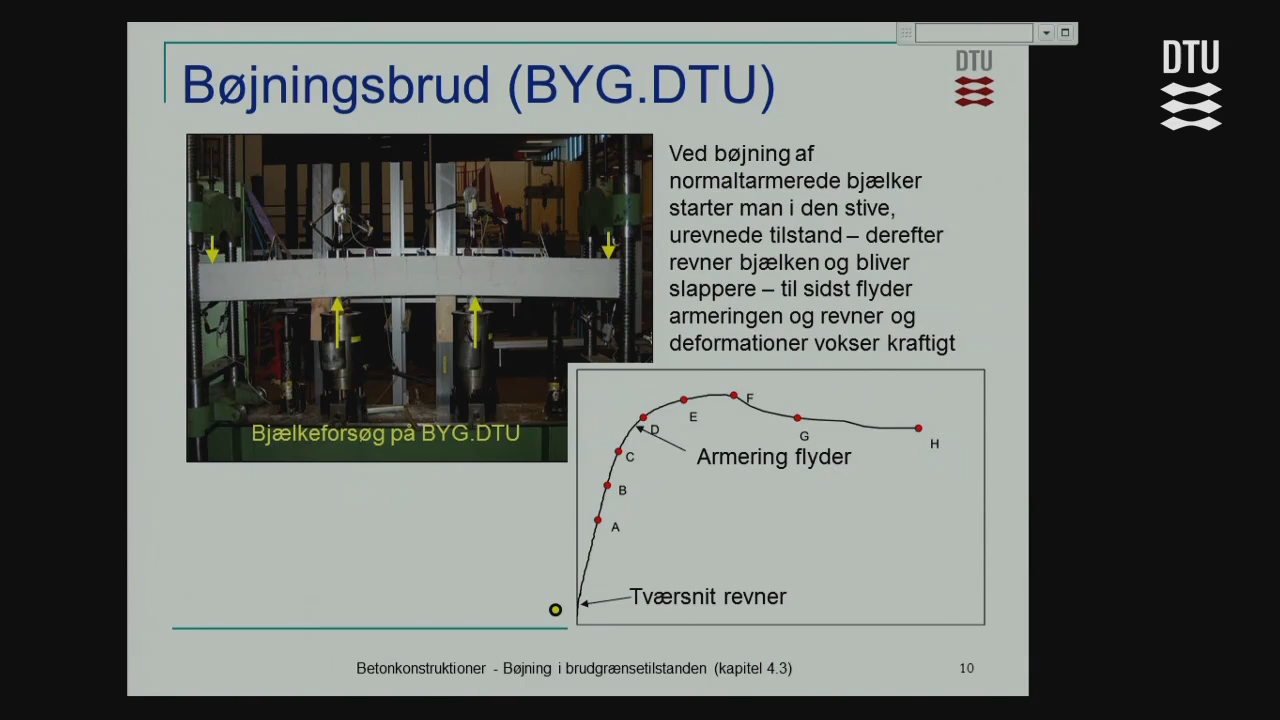 Bøjningsbrud (BYG.DTU)
DTU
DTU
Ved bøjning af
normaltarmerede bjælker
starter man i den stive,
urevnede tilstand – derefter
revner bjælken og bliver
slappere – til sidst flyder
armeringen og revner og
deformationer vokser kraftigt
Bjælkeforsøg på BYG.DTU
A
B
C
D
E
F
G
H
Armering flyder
Tværsnit revner
Betonkonstruktioner - Bøjning i brudgrænsetilstanden (kapitel 4.3)
10